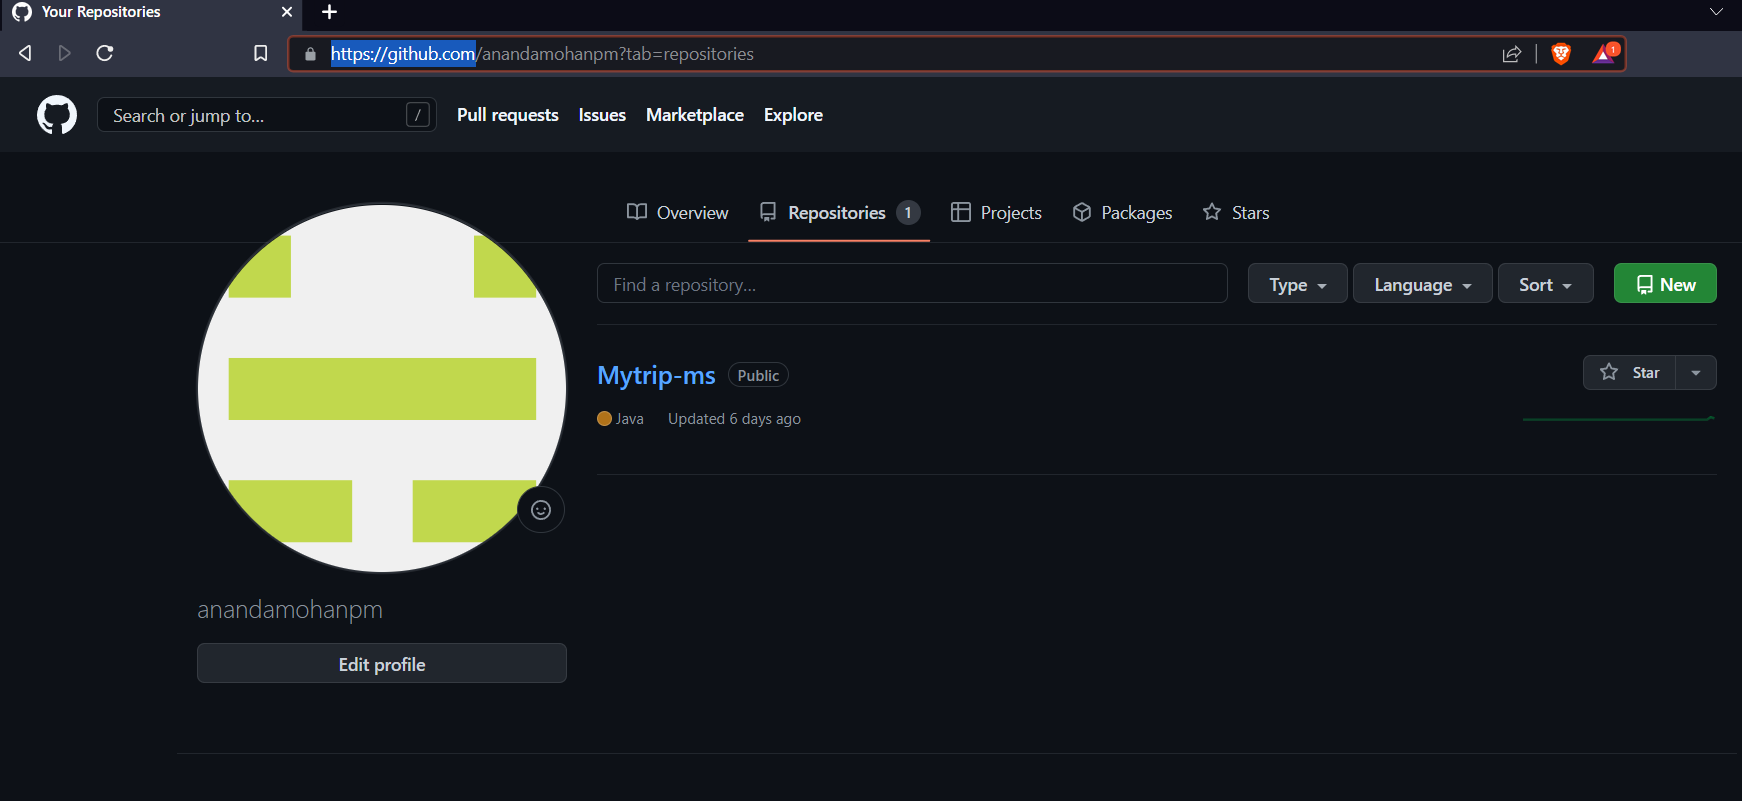 Your Repositories
https://github.com/anandamohanpm?tab=repositories
1
Search or jump to...
/
Pull requests
Issues
Marketplace
Explore
Overview
Repositories 1
Projects
Packages
Stars
Find a repository...
Type
Language
Sort
New
Mytrip-ms Public
Star
Java Updated 6 days ago
anandamohanpm
Edit profile